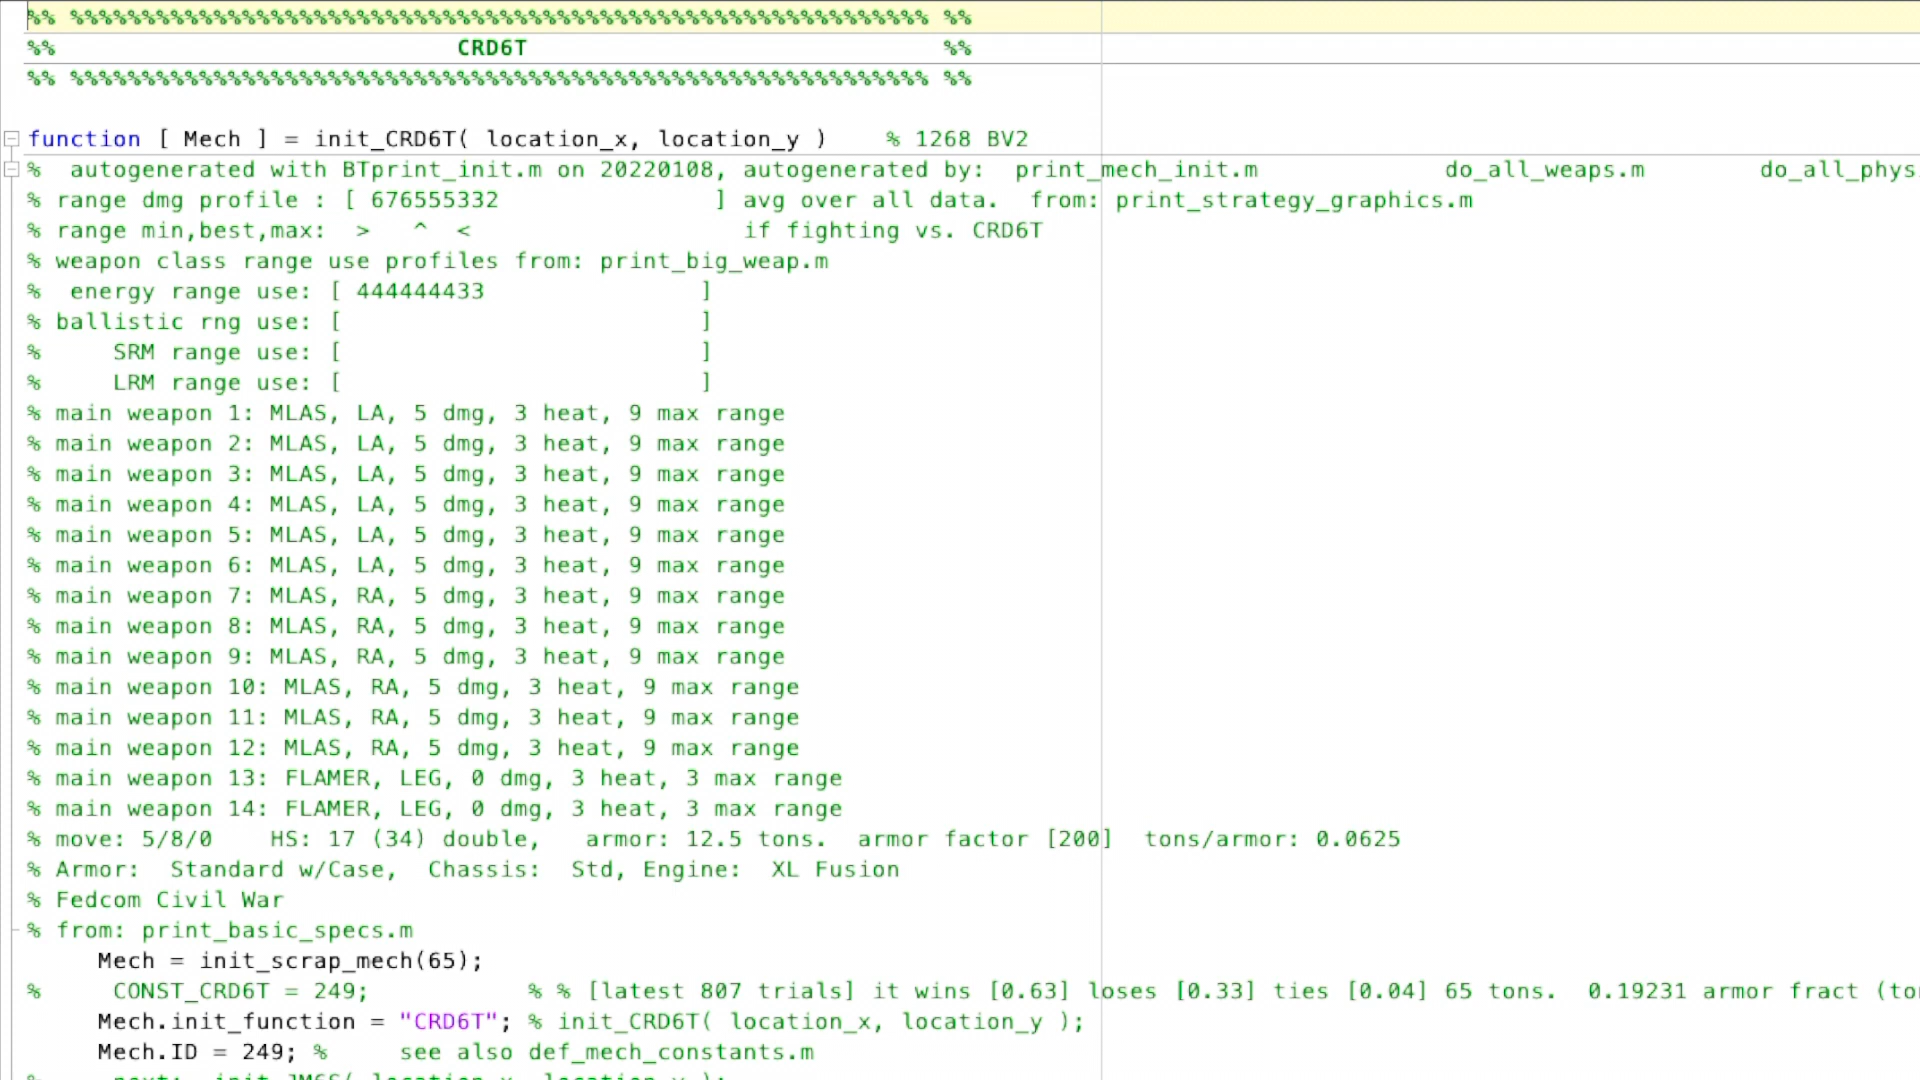 %% %%%%%%%%%%%%%%%%%%%%%%%%%%%%%%%%%%%%%%%%%%%%%%%%%%%%%%%%%%%% %%
%% CRD6T %%
%% %%%%%%%%%%%%%%%%%%%%%%%%%%%%%%%%%%%%%%%%%%%%%%%%%%%%%%%%%%%% %%
function [ Mech ] = init_CRD6T( location_x, location_y ) % 1268 BV2
% autogenerated with BTprint_init.m on 20220108, autogenerated by: print_mech_init.m do_all_weaps.m do_all_phys
% range dmg profile : [ 676555332 ] avg over all data. from: print_strategy_graphics.m
% range min,best,max: > ^ < if fighting vs. CRD6T
% weapon class range use profiles from: print_big_weap.m
% energy range use: [ 444444433 ]
% ballistic rng use: [ ]
% SRM range use: [ ]
% LRM range use: [ ]
% main weapon 1: MLAS, LA, 5 dmg, 3 heat, 9 max range
% main weapon 2: MLAS, LA, 5 dmg, 3 heat, 9 max range
% main weapon 3: MLAS, LA, 5 dmg, 3 heat, 9 max range
% main weapon 4: MLAS, LA, 5 dmg, 3 heat, 9 max range
% main weapon 5: MLAS, LA, 5 dmg, 3 heat, 9 max range
% main weapon 6: MLAS, LA, 5 dmg, 3 heat, 9 max range
% main weapon 7: MLAS, RA, 5 dmg, 3 heat, 9 max range
% main weapon 8: MLAS, RA, 5 dmg, 3 heat, 9 max range
% main weapon 9: MLAS, RA, 5 dmg, 3 heat, 9 max range
% main weapon 10: MLAS, RA, 5 dmg, 3 heat, 9 max range
% main weapon 11: MLAS, RA, 5 dmg, 3 heat, 9 max range
% main weapon 12: MLAS, RA, 5 dmg, 3 heat, 9 max range
% main weapon 13: FLAMER, LEG, 0 dmg, 3 heat, 3 max range
% main weapon 14: FLAMER, LEG, 0 dmg, 3 heat, 3 max range
% move: 5/8/0 HS: 17 (34) double, armor: 12.5 tons. armor factor [200] tons/armor: 0.0625
% Armor: Standard w/Case, Chassis: Std, Engine: XL Fusion
% Fedcom Civil War
% from: print_basic_specs.m
Mech = init_scrap_mech(65);
% CONST_CRD6T = 249; % % [latest 807 trials] it wins [0.63] loses [0.33] ties [0.04] 65 tons. 0.19231 armor fract (to
Mech.init_function = "CRD6T"; % init_CRD6T( location_x, location_y );
Mech.ID = 249; % see also def_mech_constants.m